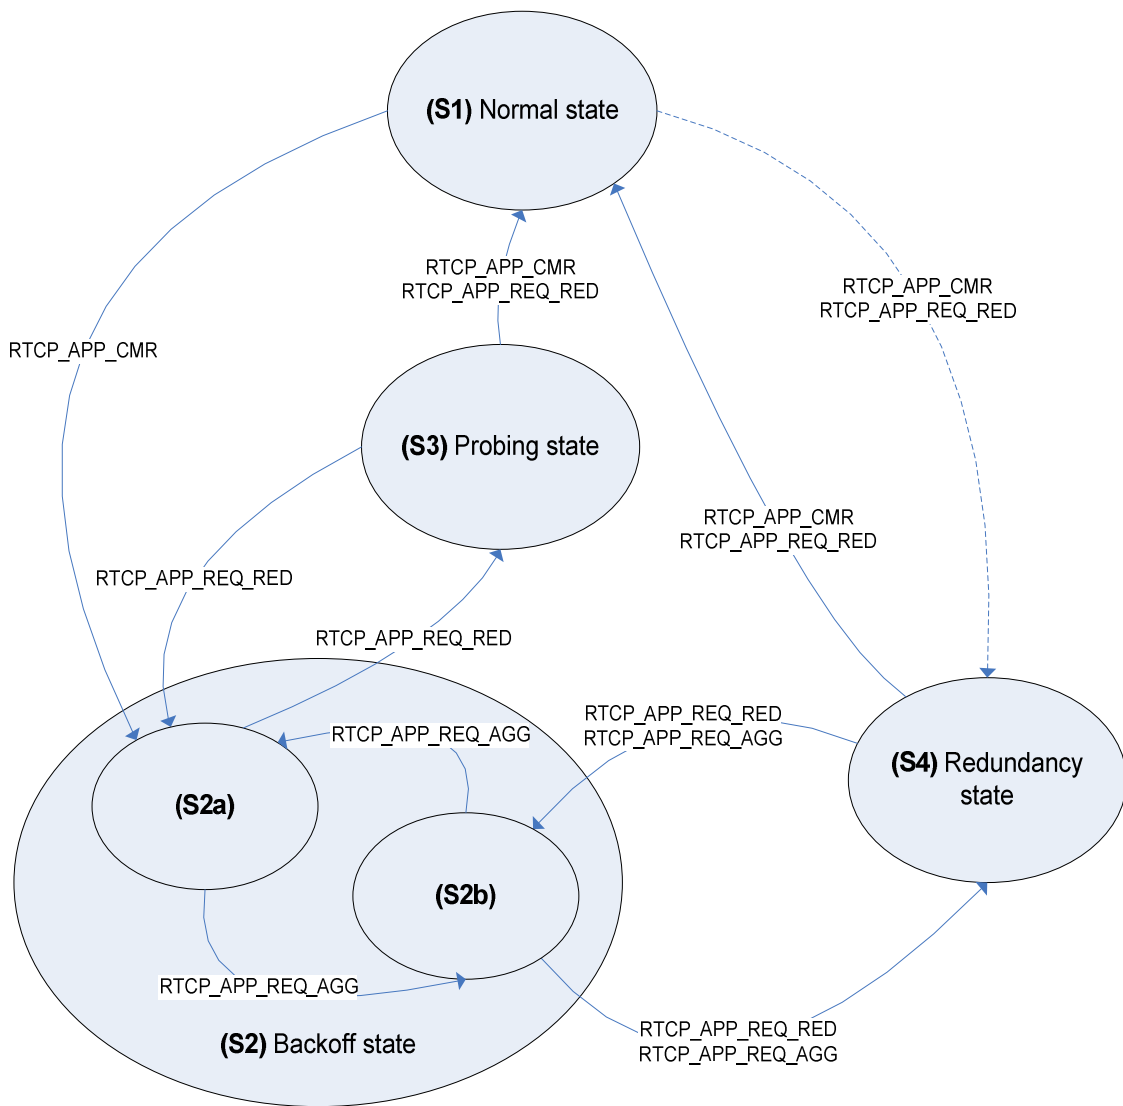 (S1) Normal state
RTCP_APP_CMR
RTCP_APP_REQ_RED
RTCP_APP_CMR
RTCP_APP_REQ_RED
RTCP_APP_CMR
(S3) Probing state
RTCP_APP_CMR
RTCP_APP_REQ_RED
RTCP_APP_REQ_RED
RTCP_APP_REQ_RED
RTCP_APP_REQ_RED
RTCP_APP_REQ_AGG
RTCP_APP_REQ_AGG
(S4) Redundancy
state
(S2a)
(S2b)
RTCP_APP_REQ_AGG
(S2) Backoff state
RTCP_APP_REQ_RED
RTCP_APP_REQ_AGG